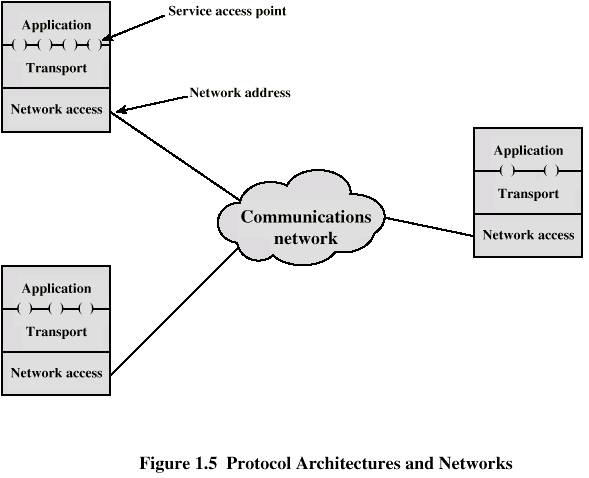 Service access point
Application
Transport
Network access
Network address
Application
Transport
Network access
Communications
network
Application
Transport
Network access
Figure 1.5 Protocol Architectures and Networks